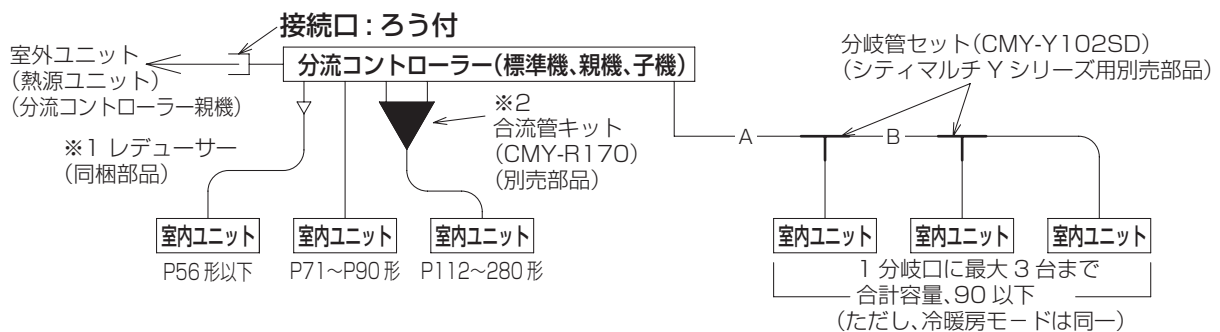 接続口：ろう付
室外ユニット
(熱源ユニット)
(分流コントローラー親機)
分流コントローラー(標準機、親機、子機)
分岐管セット(CMY-Y102SD)
(シティマルチ Y シリーズ用別売部品)
※1 レデューサー
(同梱部品)
※2
合流管キット
(CMY-R170)
(別売部品)
A
B
室内ユニット
P56 形以下
室内ユニット
P71～P90 形
室内ユニット
P112～280 形
室内ユニット
室内ユニット
室内ユニット
1 分岐口に最大 3 台まで
合計容量、90 以下
(ただし、冷暖房モードは同一)